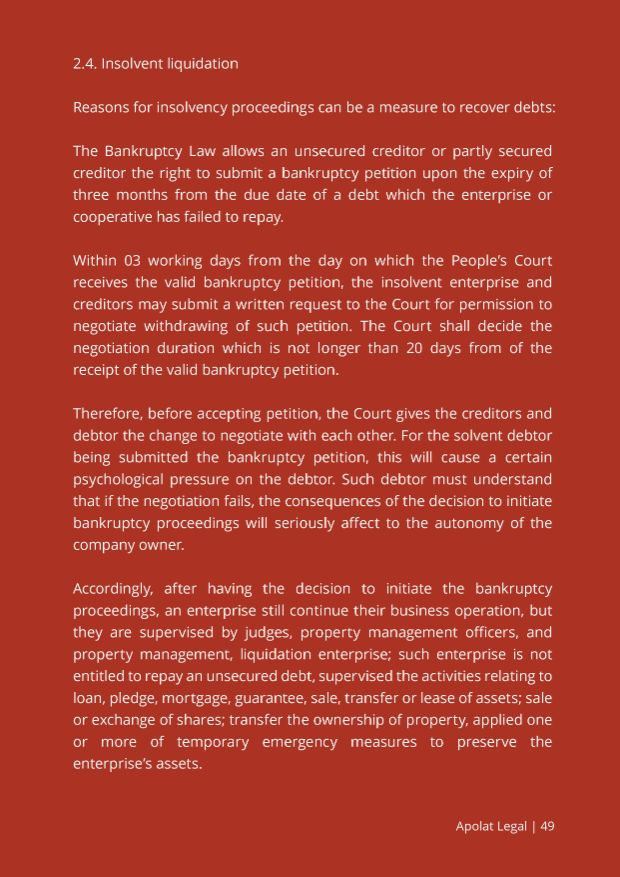 2.4. Insolvent liquidation
Reasons for insolvency proceedings can be a measure to recover debts:
The Bankruptcy Law allows an unsecured creditor or partly secured
creditor the right to submit a bankruptcy petition upon the expiry of
three months from the due date of a debt which the enterprise or
cooperative has failed to repay.
Within 03 working days from the day on which the People's Court
receives the valid bankruptcy petition, the insolvent enterprise and
creditors may submit a written request to the Court for permission to
negotiate withdrawing of such petition. The Court shall decide the
negotiation duration which is not longer than 20 days from of the
receipt of the valid bankruptcy petition.
Therefore, before accepting petition, the Court gives the creditors and
debtor the change to negotiate with each other. For the solvent debtor
being submitted the bankruptcy petition, this will cause a certain
psychological pressure on the debtor. Such debtor must understand
that if the negotiation fails, the consequences of the decision to initiate
bankruptcy proceedings will seriously affect to the autonomy of the
company owner.
Accordingly, after having the decision to initiate the bankruptcy
proceedings, an enterprise still continue their business operation, but
they are supervised by judges, property management officers, and
property management, liquidation enterprise; such enterprise is not
entitled to repay an unsecured debt, supervised the activities relating to
loan, pledge, mortgage, guarantee, sale, transfer or lease of assets; sale
or exchange of shares; transfer the ownership of property, applied one
or more of temporary emergency measures to preserve the
enterprise's assets.
Apolat Legal | 49